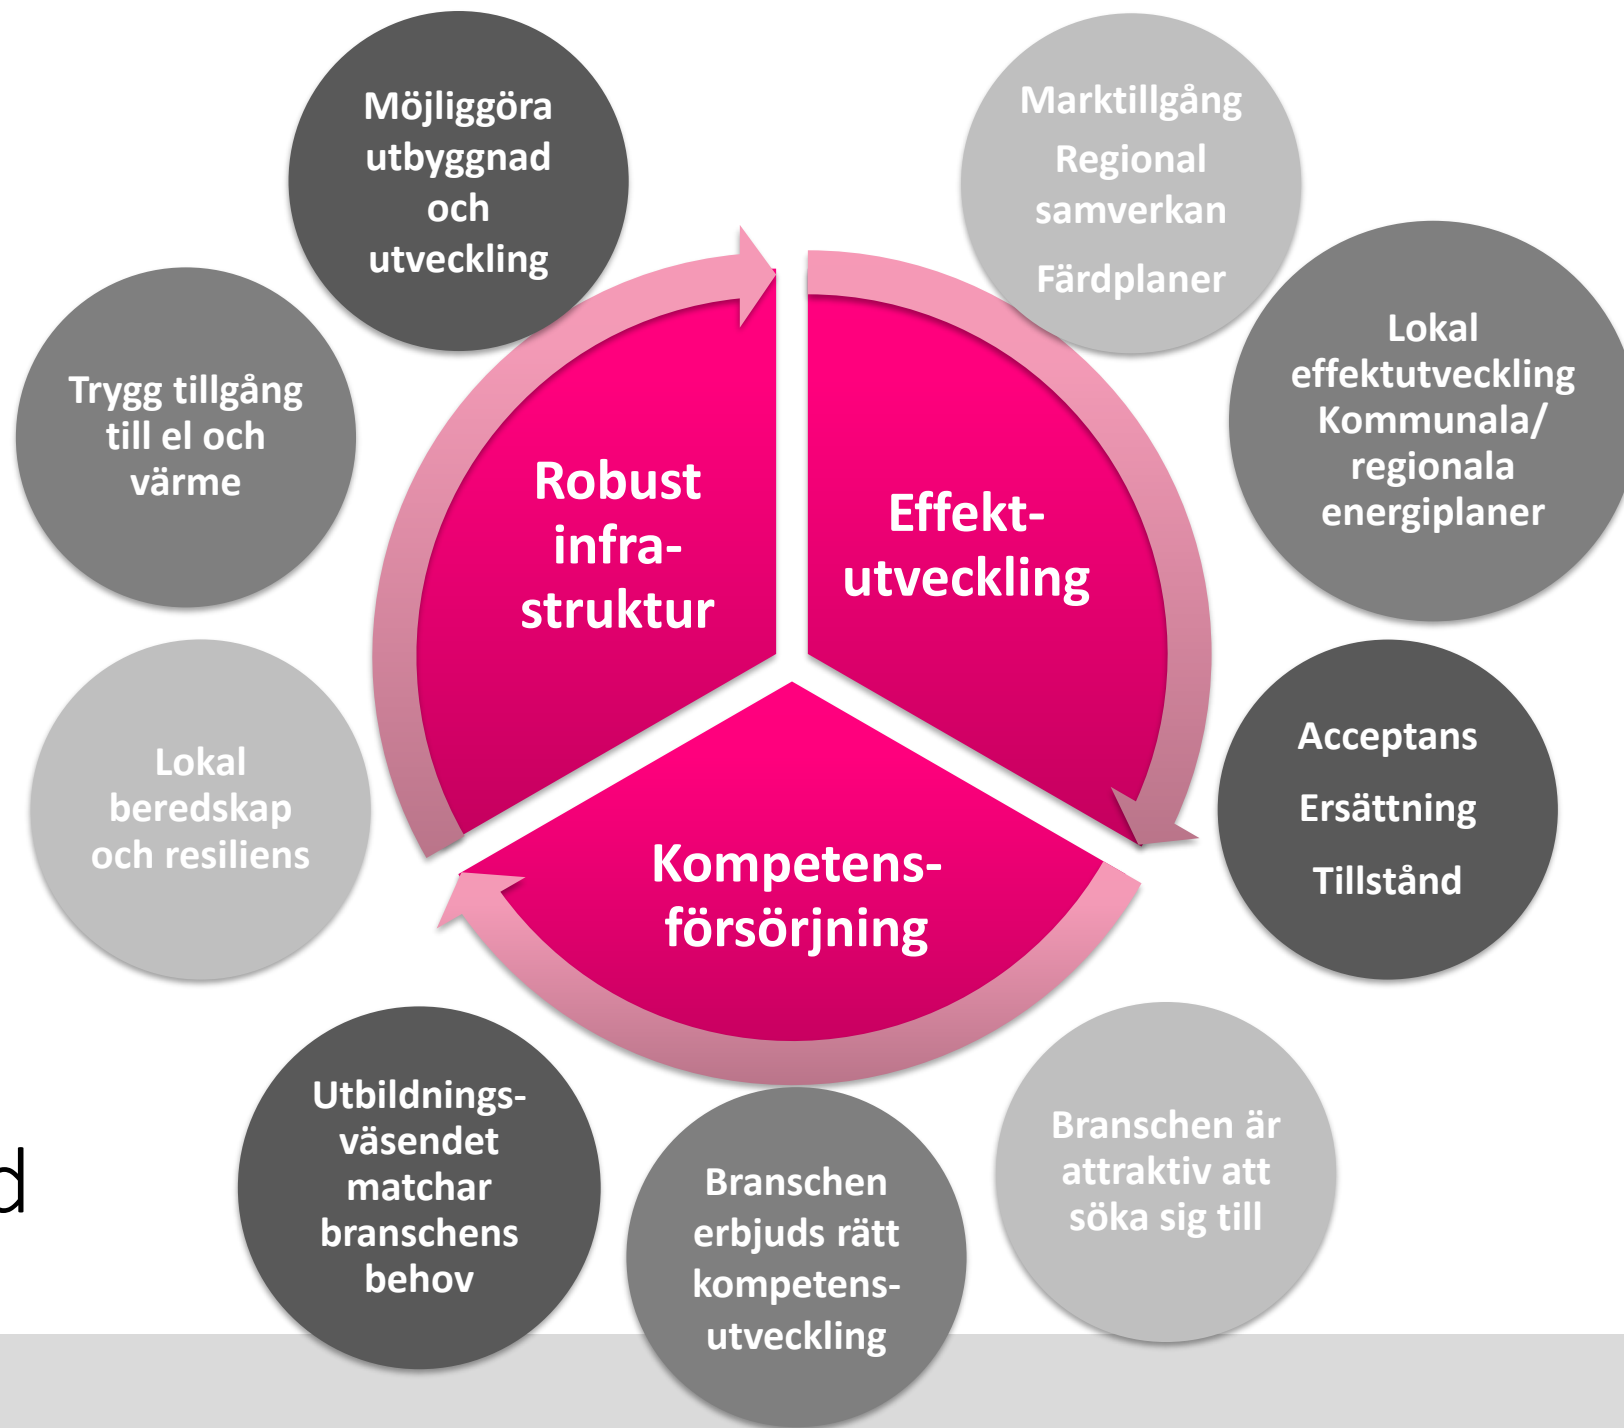 Möjliggöra
utbyggnad
och
utveckling
Marktillgång
Regional
samverkan
Färdplaner
Trygg tillgång
till el och
värme
Lokal
effektutveckling
Kommunala/
regionala
energiplaner
Robust
infra-
struktur
Effekt-
utveckling
Lokal
beredskap
och resiliens
Acceptans
Ersättning
Tillstånd
Kompetens-
försörjning
Utbildnings-
väsendet
matchar
branschens
behov
Branschen
erbjuds rätt
kompetens-
utveckling
Branschen är
attraktiv att
söka sig till
d